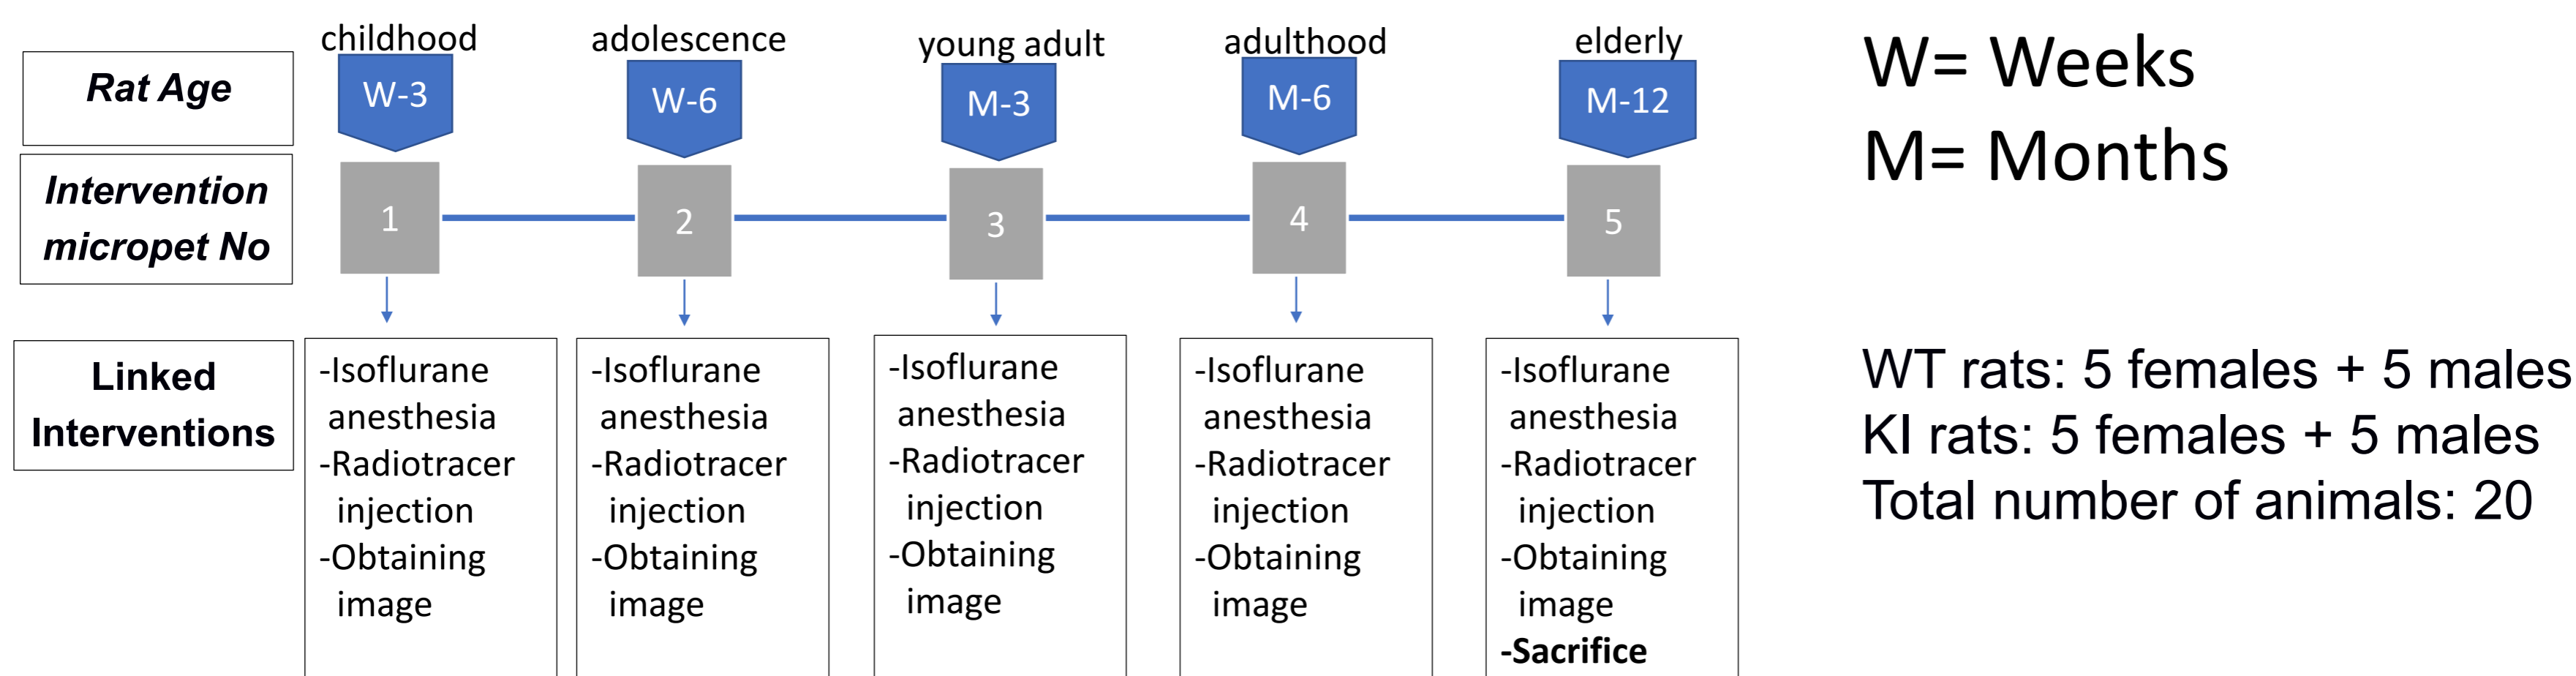 childhood
adolescence
young adult
adulthood
elderly
Rat Age
W-3
W-6
M-3
M-6
M-12
Intervention
micropet No
1
2
3
4
5
Linked
Interventions
-Isoflurane
anesthesia
-Radiotracer
injection
-Obtaining
image
-Isoflurane
anesthesia
-Radiotracer
injection
-Obtaining
image
-Isoflurane
anesthesia
-Radiotracer
injection
-Obtaining
image
-Isoflurane
anesthesia
-Radiotracer
injection
-Obtaining
image
-Isoflurane
anesthesia
-Radiotracer
injection
-Obtaining
image
-Sacrifice
W= Weeks
M= Months
WT rats: 5 females + 5 males
KI rats: 5 females + 5 males
Total number of animals: 20